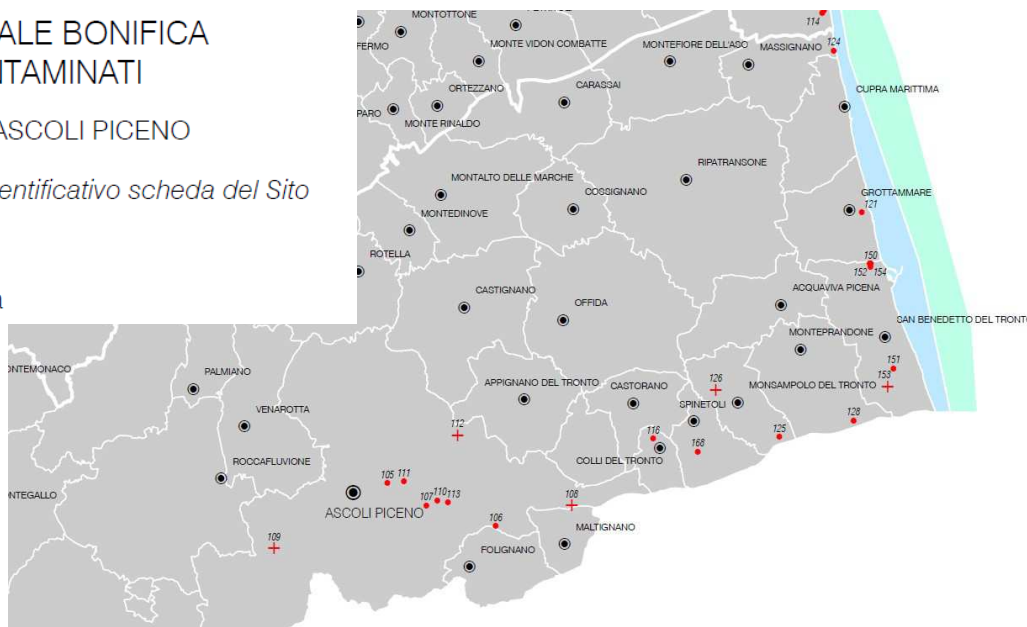 ALE BONIFICA
NTAMINATI
ASCOLI PICENO
entificativo scheda del Sito
MONTOTTONE
FERMO
MONTE VIDON COMBATTE
MONTEFIORE DELL'ASO
MASSIGNANO
114
124
ORTEZZANO
CARASSAI
CUPRA MARITTIMA
PARO
MONTE RINALDO
RIPATRANSONE
MONTALTO DELLE MARCHE
COSSIGNANO
GROTTAMMARE
121
MONTEDINOVE
ROTELLA
150
152
154
CASTIGNANO
OFFIDA
ACQUAVIVA PICENA
SAN BENEDETTO DEL TRONTO
MONTEPRANDONE
ONTEMONACO
PALMIANO
151
APPIGNANO DEL TRONTO
CASTORANO
126
MONSAMPOLO DEL TRONTO
153
VENAROTTA
SPINETOLI
112
116
125
128
168
ROCCAFLUVIONE
COLLI DEL TRONTO
105
111
ONTEGALLO
107
110
113
108
ASCOLI PICENO
106
MALTIGNANO
109
FOLIGNANO